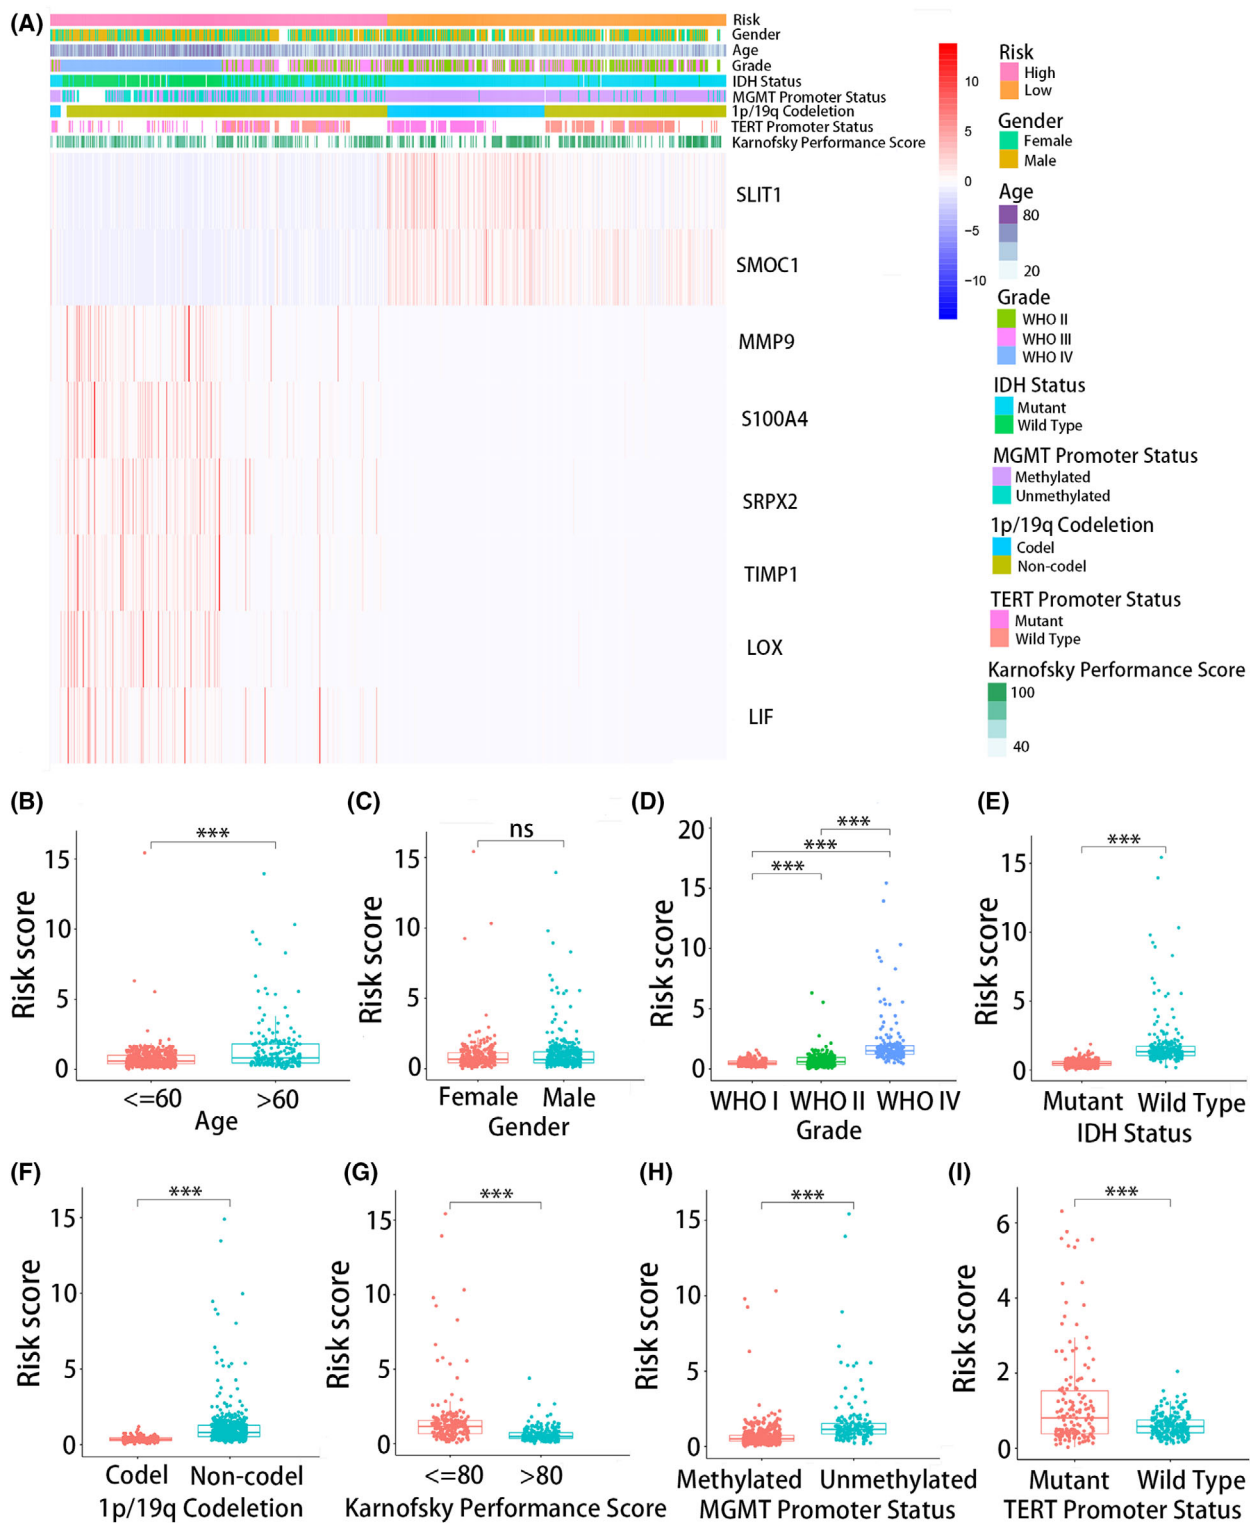 (A)
Risk
Gender
Age
Grade
IDH Status
MGMT Promoter Status
1p/19q Codeletion
TERT Promoter Status
Karnofsky Performance Score
SLIT1
SMOC1
MMP9
S100A4
SRPX2
TIMP1
LOX
LIF
10
5
0
−5
−10
Risk
High
Low
Gender
Female
Male
Age
80
20
Grade
WHO II
WHO III
WHO IV
IDH Status
Mutant
Wild Type
MGMT Promoter Status
Methylated
Unmethylated
1p/19q Codeletion
Codel
Non-codel
TERT Promoter Status
Mutant
Wild Type
Karnofsky Performance Score
100
40
(B)
***
Risk score
15
10
5
0
<=60 >60
Age
(C)
ns
Risk score
15
10
5
0
Female Male
Gender
(D)
***
***
***
Risk score
20
15
10
5
0
WHO I WHO II WHO IV
Grade
(E)
***
Risk score
15
10
5
0
Mutant Wild Type
IDH Status
(F)
***
Risk score
15
10
5
0
Codel Non-codel
1p/19q Codeletion
(G)
***
Risk score
15
10
5
0
<=80 >80
Karnofsky Performance Score
(H)
***
Risk score
15
10
5
0
Methylated Unmethylated
MGMT Promoter Status
(I)
***
Risk score
6
4
2
0
Mutant Wild Type
TERT Promoter Status